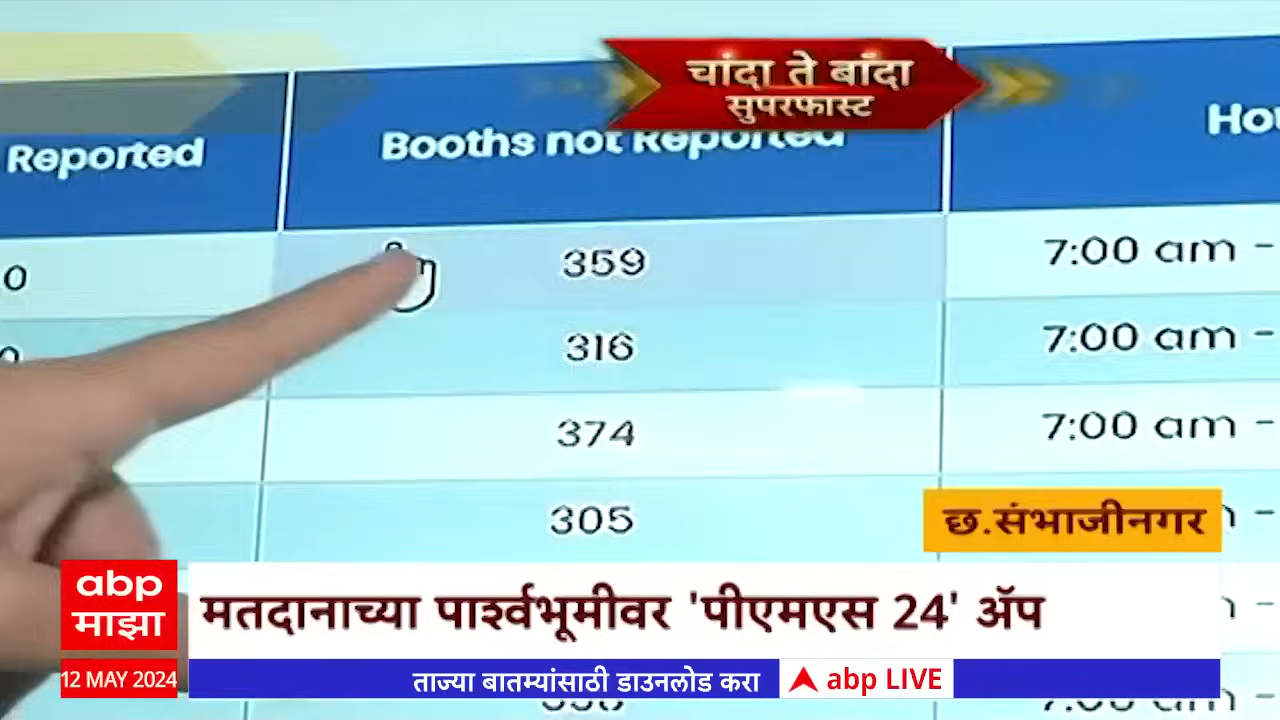 चांदा ते बांदा
सुपरफास्ट
Reported
Booths not Reported
0
359
7:00 am -
316
7:00 am -
374
7:00 am -
305
छ.संभाजीनगर
abp
माझा
मतदानाच्या पार्श्वभूमीवर 'पीएमएस 24' ॲप
12 MAY 2024
ताज्या बातम्यांसाठी डाउनलोड करा
abp LIVE